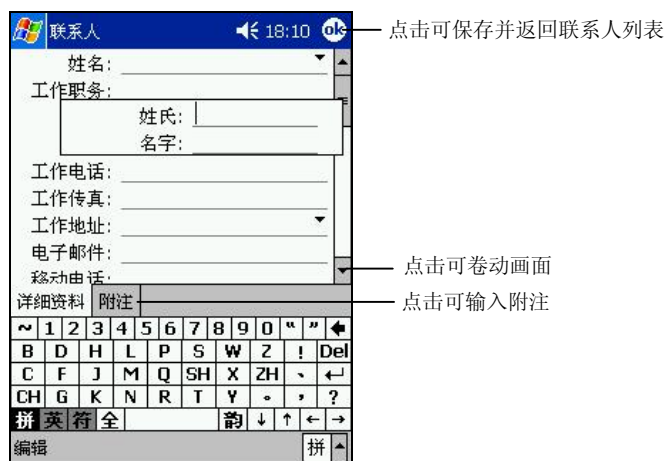 联系人 18:10 ok
点击可保存并返回联系人列表
姓名:
工作职务:
姓氏:
名字:
工作电话:
工作传真:
工作地址:
电子邮件:
点击可卷动画面
移动电话:
详细资料 附注
点击可输入附注
~ 1 2 3 4 5 6 7 8 9 0 “ ”
B D H L P S W Z ! Del
C F J M Q SH X ZH 、
CH G K N R T Y 。 , ?
拼 英 符 全 韵 ↓ ↑ ← →
编辑 拼